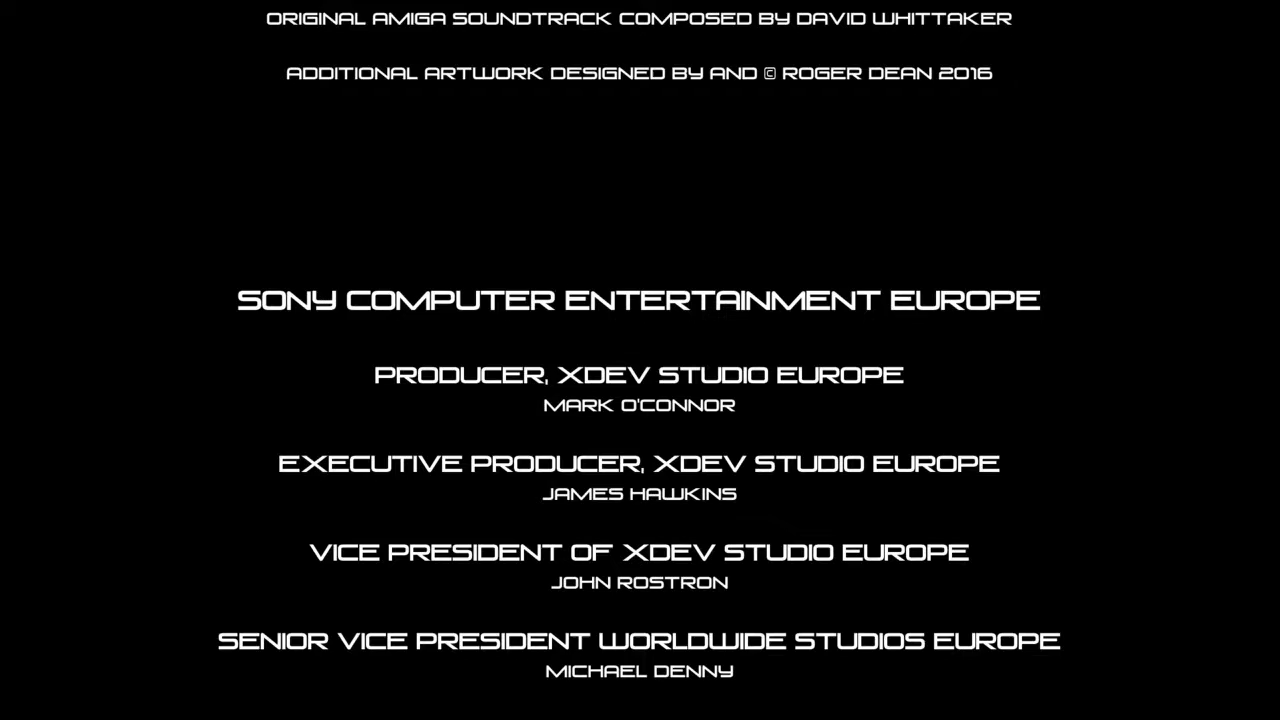 ORIGINAL AMIGA SOUNDTRACK COMPOSED BY DAVID WHITTAKER
ADDITIONAL ARTWORK DESIGNED BY AND © ROGER DEAN 2016
SONY COMPUTER ENTERTAINMENT EUROPE
PRODUCER, XDEV STUDIO EUROPE
MARK O'CONNOR
EXECUTIVE PRODUCER, XDEV STUDIO EUROPE
JAMES HAWKINS
VICE PRESIDENT OF XDEV STUDIO EUROPE
JOHN ROSTRON
SENIOR VICE PRESIDENT WORLDWIDE STUDIOS EUROPE
MICHAEL DENNY